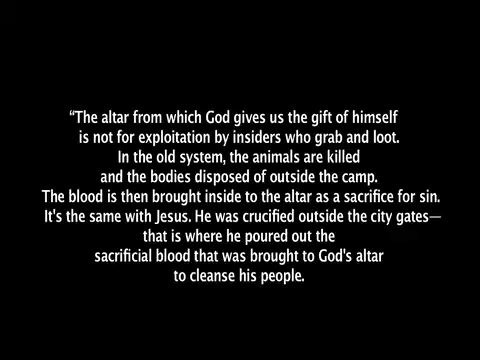 “The altar from which God gives us the gift of himself
is not for exploitation by insiders who grab and loot.
In the old system, the animals are killed
and the bodies disposed of outside the camp.
The blood is then brought inside to the altar as a sacrifice for sin.
It's the same with Jesus. He was crucified outside the city gates—
that is where he poured out the
sacrificial blood that was brought to God's altar
to cleanse his people.